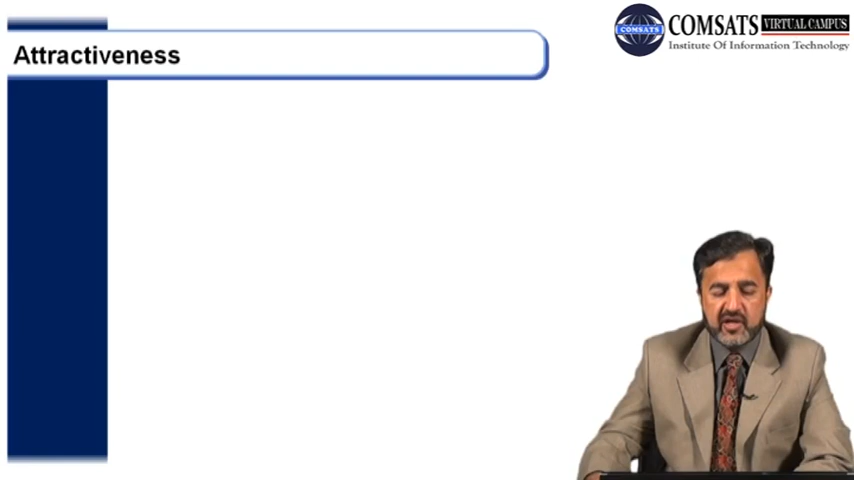 Attractiveness
COMSATS
COMSATS VIRTUAL CAMPUS
Institute Of Information Technology